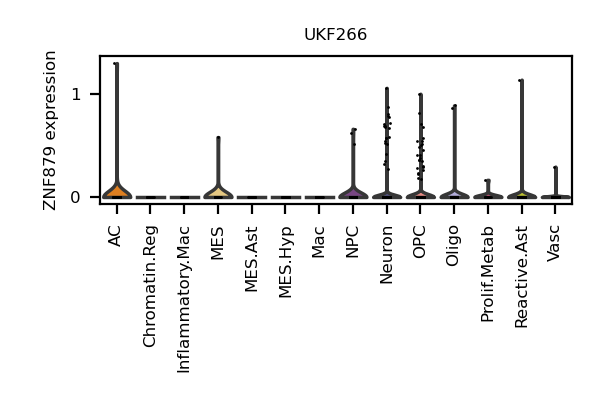 UKF266
ZNF879 expression
1
0
AC
Chromatin.Reg
Inflammatory.Mac
MES
MES.Ast
MES.Hyp
Mac
NPC
Neuron
OPC
Oligo
Prolif.Metab
Reactive.Ast
Vasc